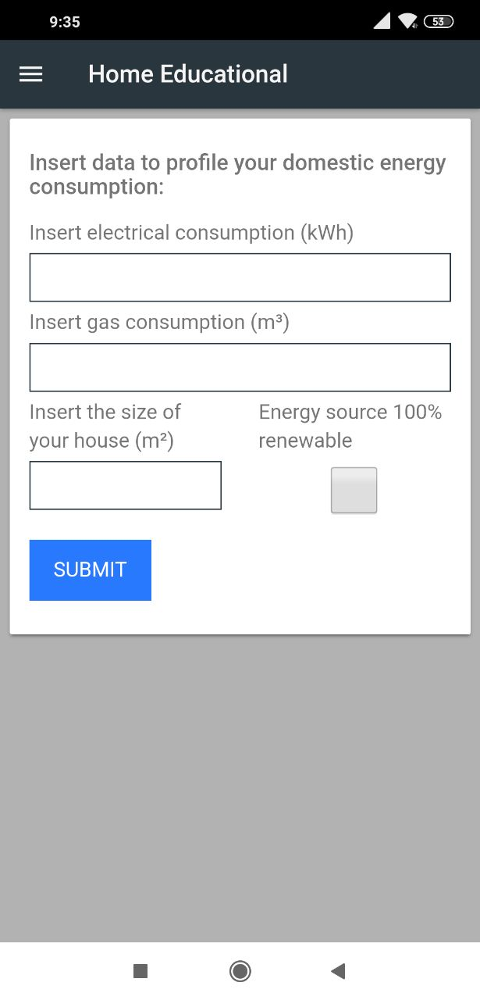 9:35
53
Home Educational
Insert data to profile your domestic energy
consumption:
Insert electrical consumption (kWh)
Insert gas consumption (m³)
Insert the size of
your house (m²)
Energy source 100%
renewable
SUBMIT